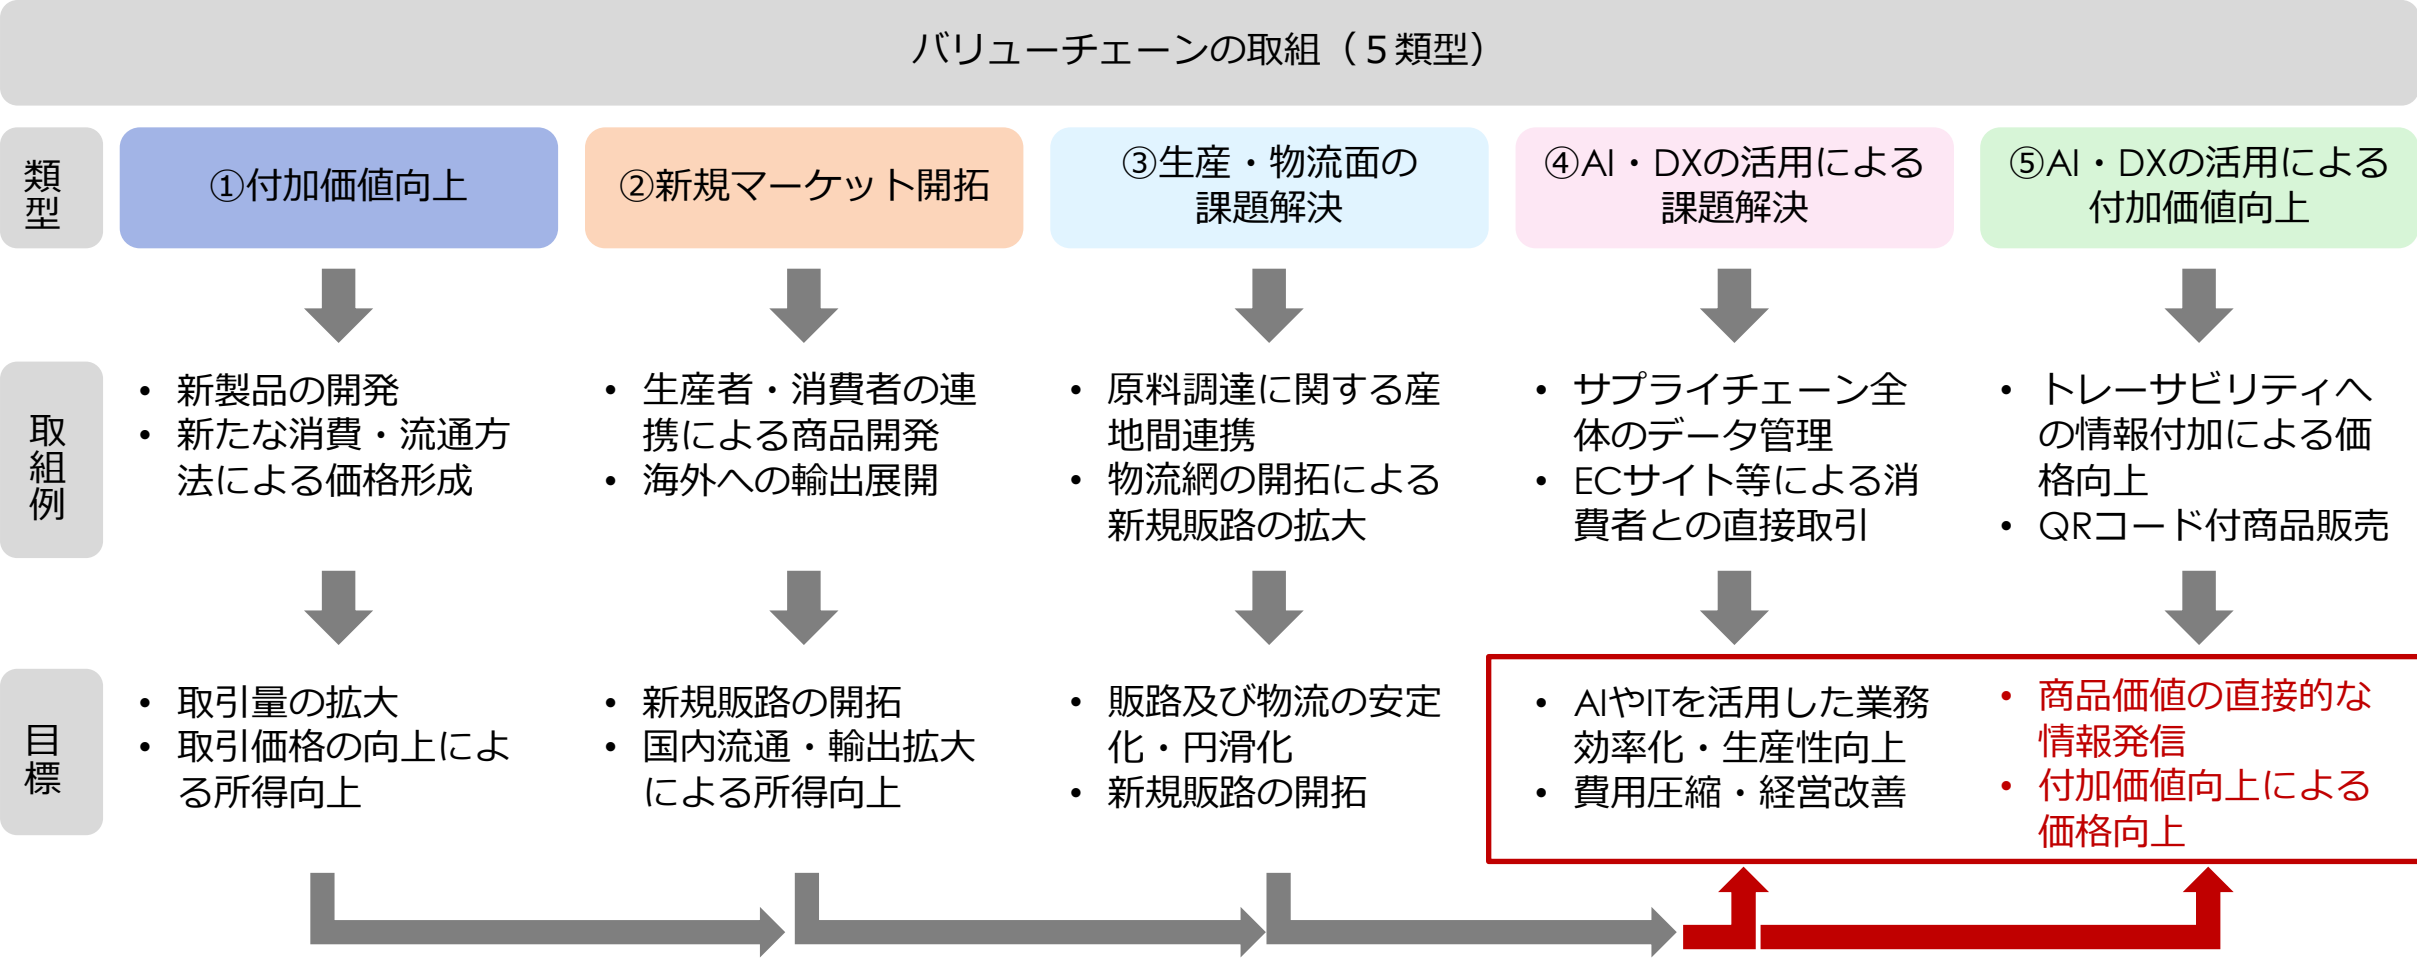 バリューチェーンの取組（５類型）
類型
①付加価値向上
②新規マーケット開拓
③生産・物流面の
課題解決
④AI・DXの活用による
課題解決
⑤AI・DXの活用による
付加価値向上
取組例
• 新製品の開発
• 新たな消費・流通方
法による価格形成
• 生産者・消費者の連
携による商品開発
• 海外への輸出展開
• 原料調達に関する産
地間連携
• 物流網の開拓による
新規販路の拡大
• サプライチェーン全
体のデータ管理
• ECサイト等による消
費者との直接取引
• トレーサビリティへ
の情報付加による価
格向上
• QRコード付商品販売
目標
• 取引量の拡大
• 取引価格の向上によ
る所得向上
• 新規販路の開拓
• 国内流通・輸出拡大
による所得向上
• 販路及び物流の安定
化・円滑化
• 新規販路の開拓
• AIやITを活用した業務
効率化・生産性向上
• 費用圧縮・経営改善
• 商品価値の直接的な
情報発信
• 付加価値向上による
価格向上